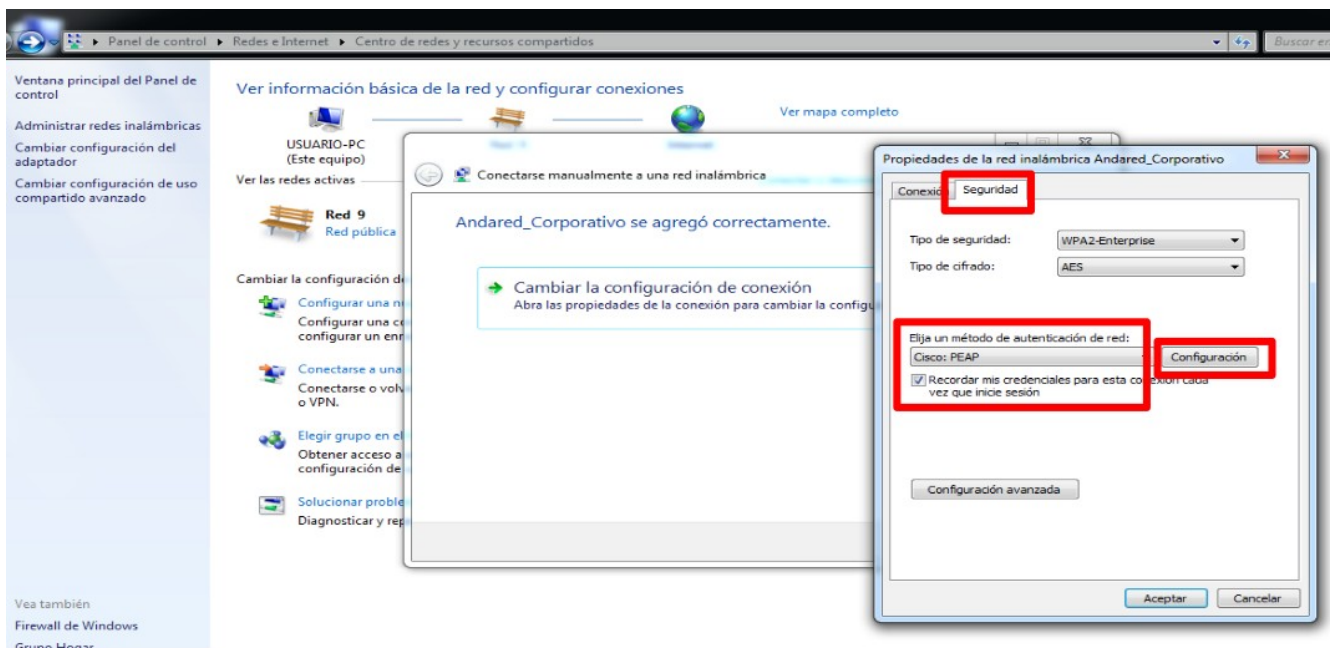 Panel de control ▸ Redes e Internet ▸ Centro de redes y recursos compartidos
Buscar en
Ventana principal del Panel de
control
Administrar redes inalámbricas
Cambiar configuración del
adaptador
Cambiar configuración de uso
compartido avanzado
Vea también
Firewall de Windows
Grupo Hogar
Ver información básica de la red y configurar conexiones
Ver mapa completo
USUARIO-PC
(Este equipo)
Ver las redes activas
Red 9
Red pública
Cambiar la configuración de
Configurar una n
Configurar una co
configurar un enr
Conectarse a una
Conectarse o volv
o VPN.
Elegir grupo en el
Obtener acceso a
configuración de
Solucionar proble
Diagnosticar y rep
Conectarse manualmente a una red inalámbrica
Andared_Corporativo se agregó correctamente.
Cambiar la configuración de conexión
Abra las propiedades de la conexión para cambiar la configu
Propiedades de la red inalámbrica Andared_Corporativo
Conexión Seguridad
Tipo de seguridad: WPA2-Enterprise
Tipo de cifrado: AES
Elija un método de autenticación de red:
Cisco: PEAP Configuración
Recordar mis credenciales para esta conexión cada
vez que inicie sesión
Configuración avanzada
Aceptar Cancelar